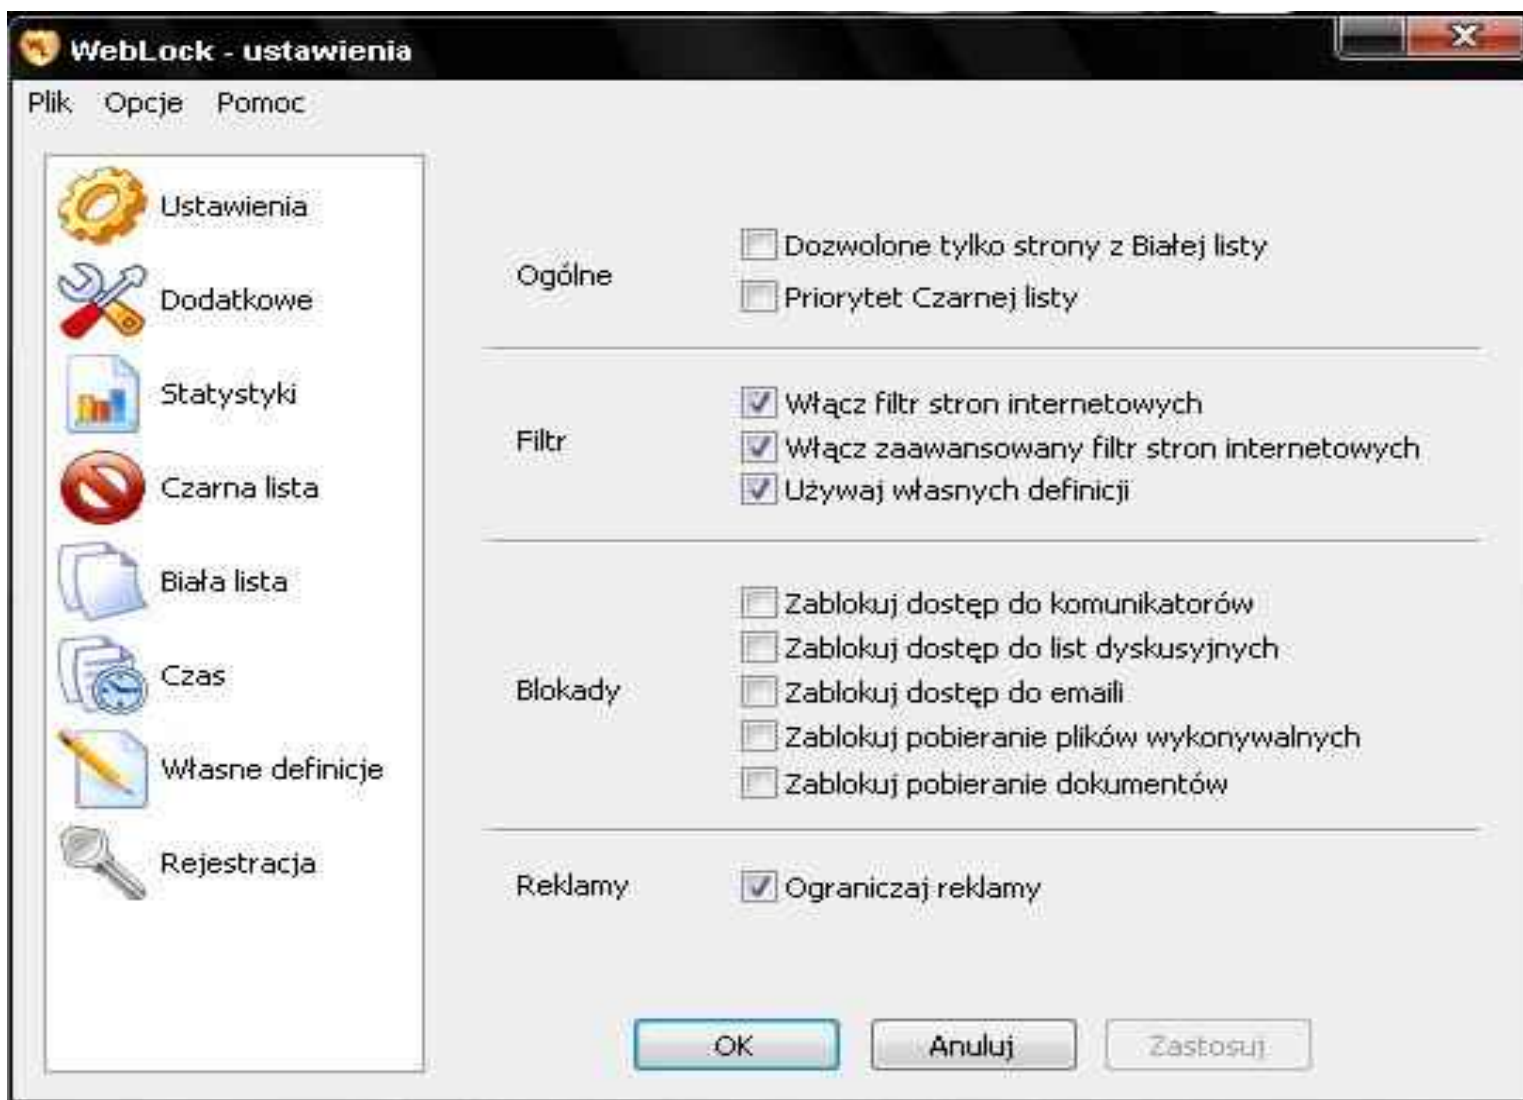 WebLock - ustawienia
Plik Opcje Pomoc
Ustawienia
Dodatkowe
Statystyki
Czarna lista
Biała lista
Czas
Własne definicje
Rejestracja
Ogólne
Dozwolone tylko strony z Białej listy
Priorytet Czarnej listy
Filtr
Włącz filtr stron internetowych
Włącz zaawansowany filtr stron internetowych
Używaj własnych definicji
Blokady
Zablokuj dostęp do komunikatorów
Zablokuj dostęp do list dyskusyjnych
Zablokuj dostęp do emaili
Zablokuj pobieranie plików wykonywalnych
Zablokuj pobieranie dokumentów
Reklamy
Ograniczaj reklamy
OK Anuluj Zastosuj